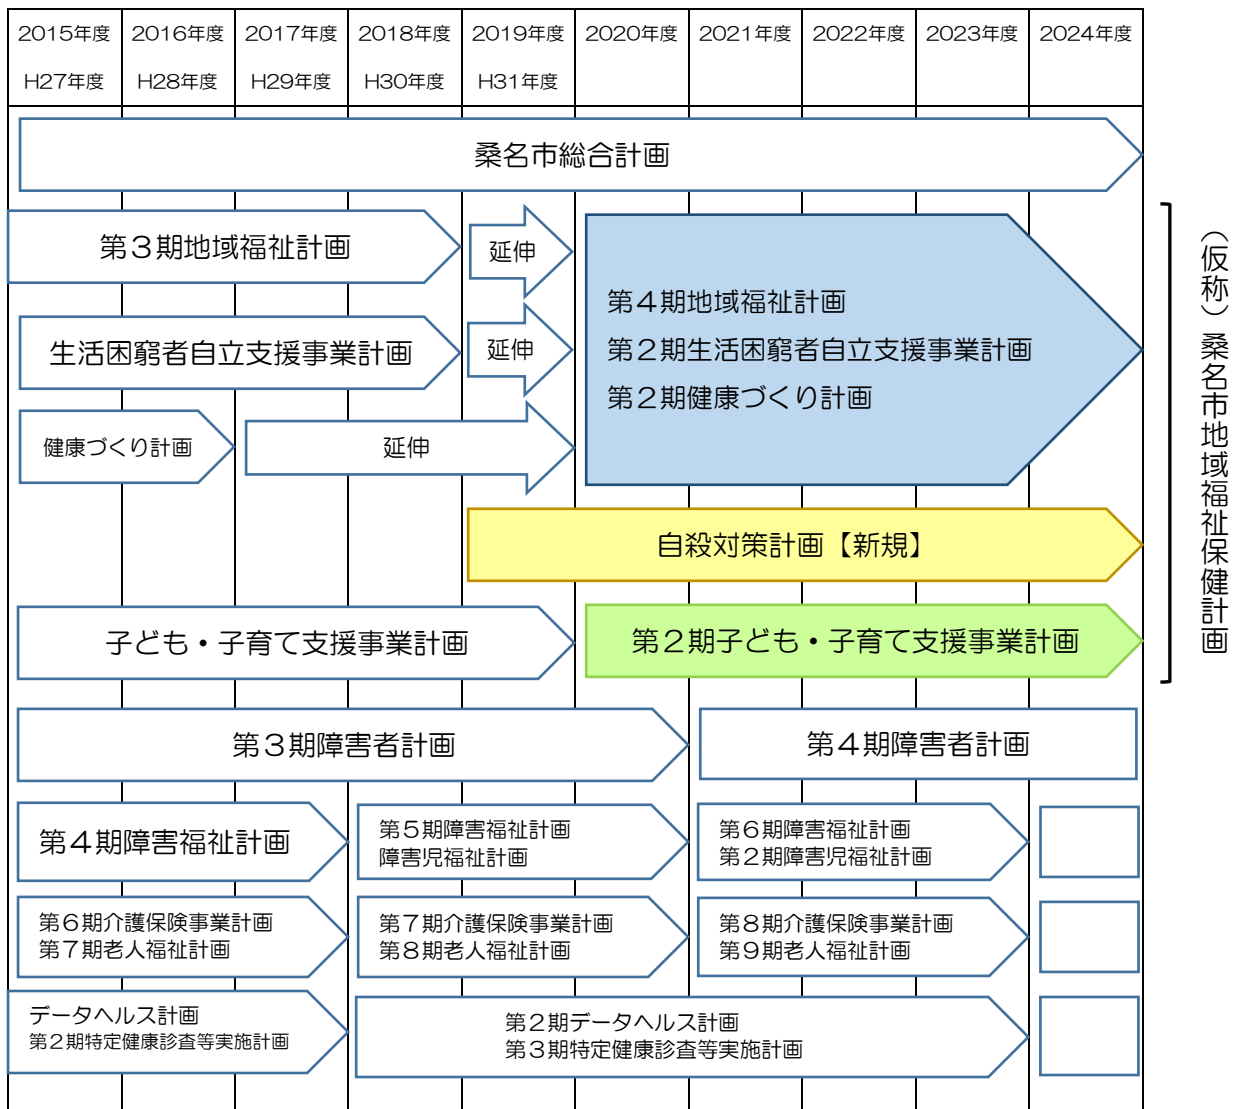 2015年度 2016年度 2017年度 2018年度 2019年度 2020年度 2021年度 2022年度 2023年度 2024年度
H27年度 H28年度 H29年度 H30年度 H31年度
桑名市総合計画
第3期地域福祉計画
延伸
生活困窮者自立支援事業計画
延伸
健康づくり計画
延伸
第4期地域福祉計画
第2期生活困窮者自立支援事業計画
第2期健康づくり計画
自殺対策計画【新規】
子ども・子育て支援事業計画
第2期子ども・子育て支援事業計画
(仮称)桑名市地域福祉保健計画
第3期障害者計画
第4期障害者計画
第4期障害福祉計画
第5期障害福祉計画
障害児福祉計画
第6期障害福祉計画
第2期障害児福祉計画
第6期介護保険事業計画
第7期老人福祉計画
第7期介護保険事業計画
第8期老人福祉計画
第8期介護保険事業計画
第9期老人福祉計画
データヘルス計画
第2期特定健康診査等実施計画
第2期データヘルス計画
第3期特定健康診査等実施計画